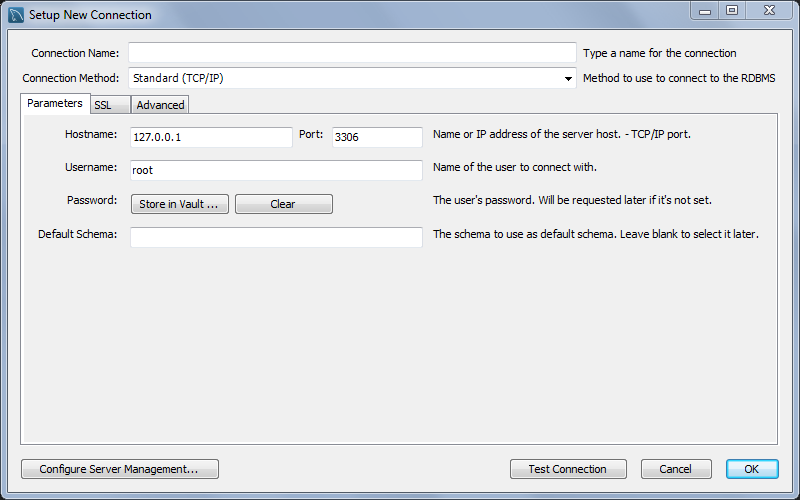 Setup New Connection
Connection Name: Type a name for the connection
Connection Method: Standard (TCP/IP) Method to use to connect to the RDBMS
Parameters SSL Advanced
Hostname: 127.0.0.1 Port: 3306 Name or IP address of the server host. - TCP/IP port.
Username: root Name of the user to connect with.
Password: Store in Vault ... Clear The user's password. Will be requested later if it's not set.
Default Schema: The schema to use as default schema. Leave blank to select it later.
Configure Server Management... Test Connection Cancel OK